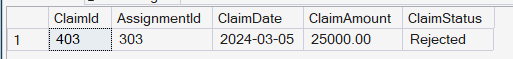 ClaimId AssignmentId ClaimDate ClaimAmount ClaimStatus
1 403 303 2024-03-05 25000.00 Rejected